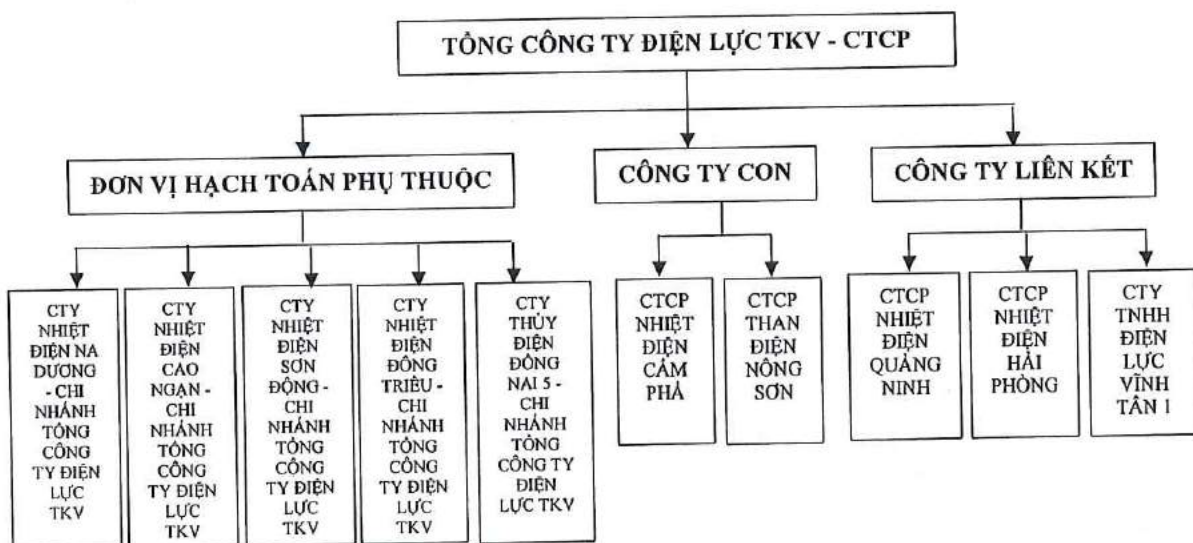 TỔNG CÔNG TY ĐIỆN LỰC TKV - CTCP
ĐƠN VỊ HẠCH TOÁN PHỤ THUỘC
CÔNG TY CON
CÔNG TY LIÊN KẾT
CTY
NHIỆT
ĐIỆN NA
DƯƠNG
- CHI
NHÁNH
TỔNG
CÔNG
TY ĐIỆN
LỰC
TKV
CTY
NHIỆT
ĐIỆN
CAO
NGẠN -
CHI
NHÁNH
TỔNG
CÔNG
TY ĐIỆN
LỰC
TKV
CTY
NHIỆT
ĐIỆN
SƠN
ĐỘNG -
CHI
NHÁNH
TỔNG
CÔNG
TY ĐIỆN
LỰC
TKV
CTY
NHIỆT
ĐIỆN
ĐÔNG
TRIỀU -
CHI
NHÁNH
TỔNG
CÔNG
TY ĐIỆN
LỰC
TKV
CTY
THỦY
ĐIỆN
ĐỒNG
NAI 5 -
CHI
NHÁNH
TỔNG
CÔNG TY
ĐIỆN
LỰC TKV
CTCP
NHIỆT
ĐIỆN
CẨM
PHẢ
CTCP
THAN
ĐIỆN
NÔNG
SƠN
CTCP
NHIỆT
ĐIỆN
QUẢNG
NINH
CTCP
NHIỆT
ĐIỆN
HẢI
PHÒNG
CTY
TNHH
ĐIỆN
LỰC
VĨNH
TÂN 1